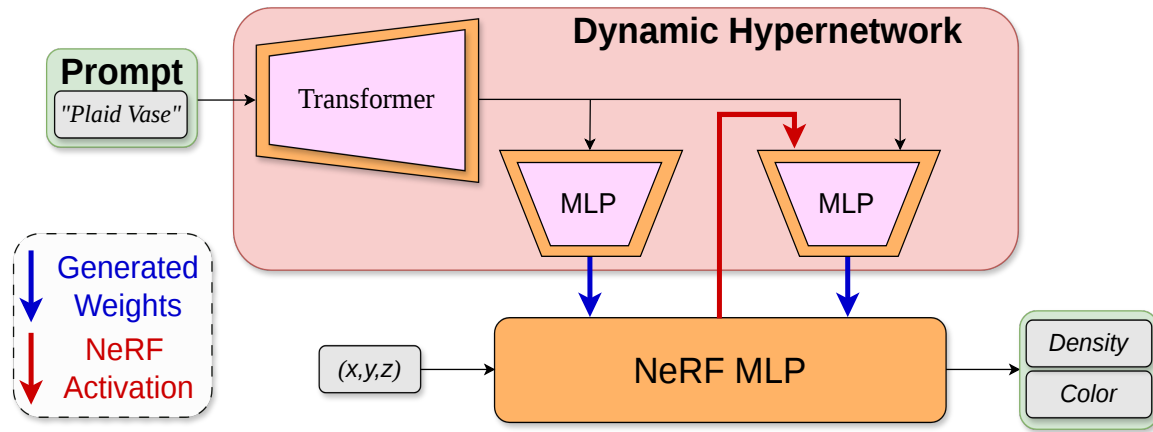 Dynamic Hypernetwork
Prompt
"Plaid Vase"
Transformer
MLP
MLP
Generated
Weights
NeRF
Activation
(x,y,z)
NeRF MLP
Density
Color